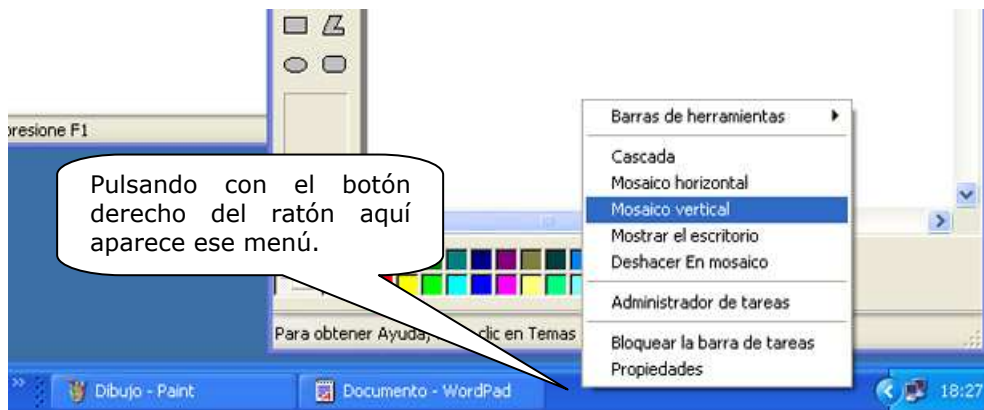 presione F1
Barras de herramientas
Cascada
Mosaico horizontal
Mosaico vertical
Mostrar el escritorio
Deshacer En mosaico
Administrador de tareas
Bloquear la barra de tareas
Propiedades
Pulsando con el botón
derecho del ratón aquí
aparece ese menú.
Para obtener Ayuda, clic en Temas
Dibujo - Paint
Documento - WordPad
18:27